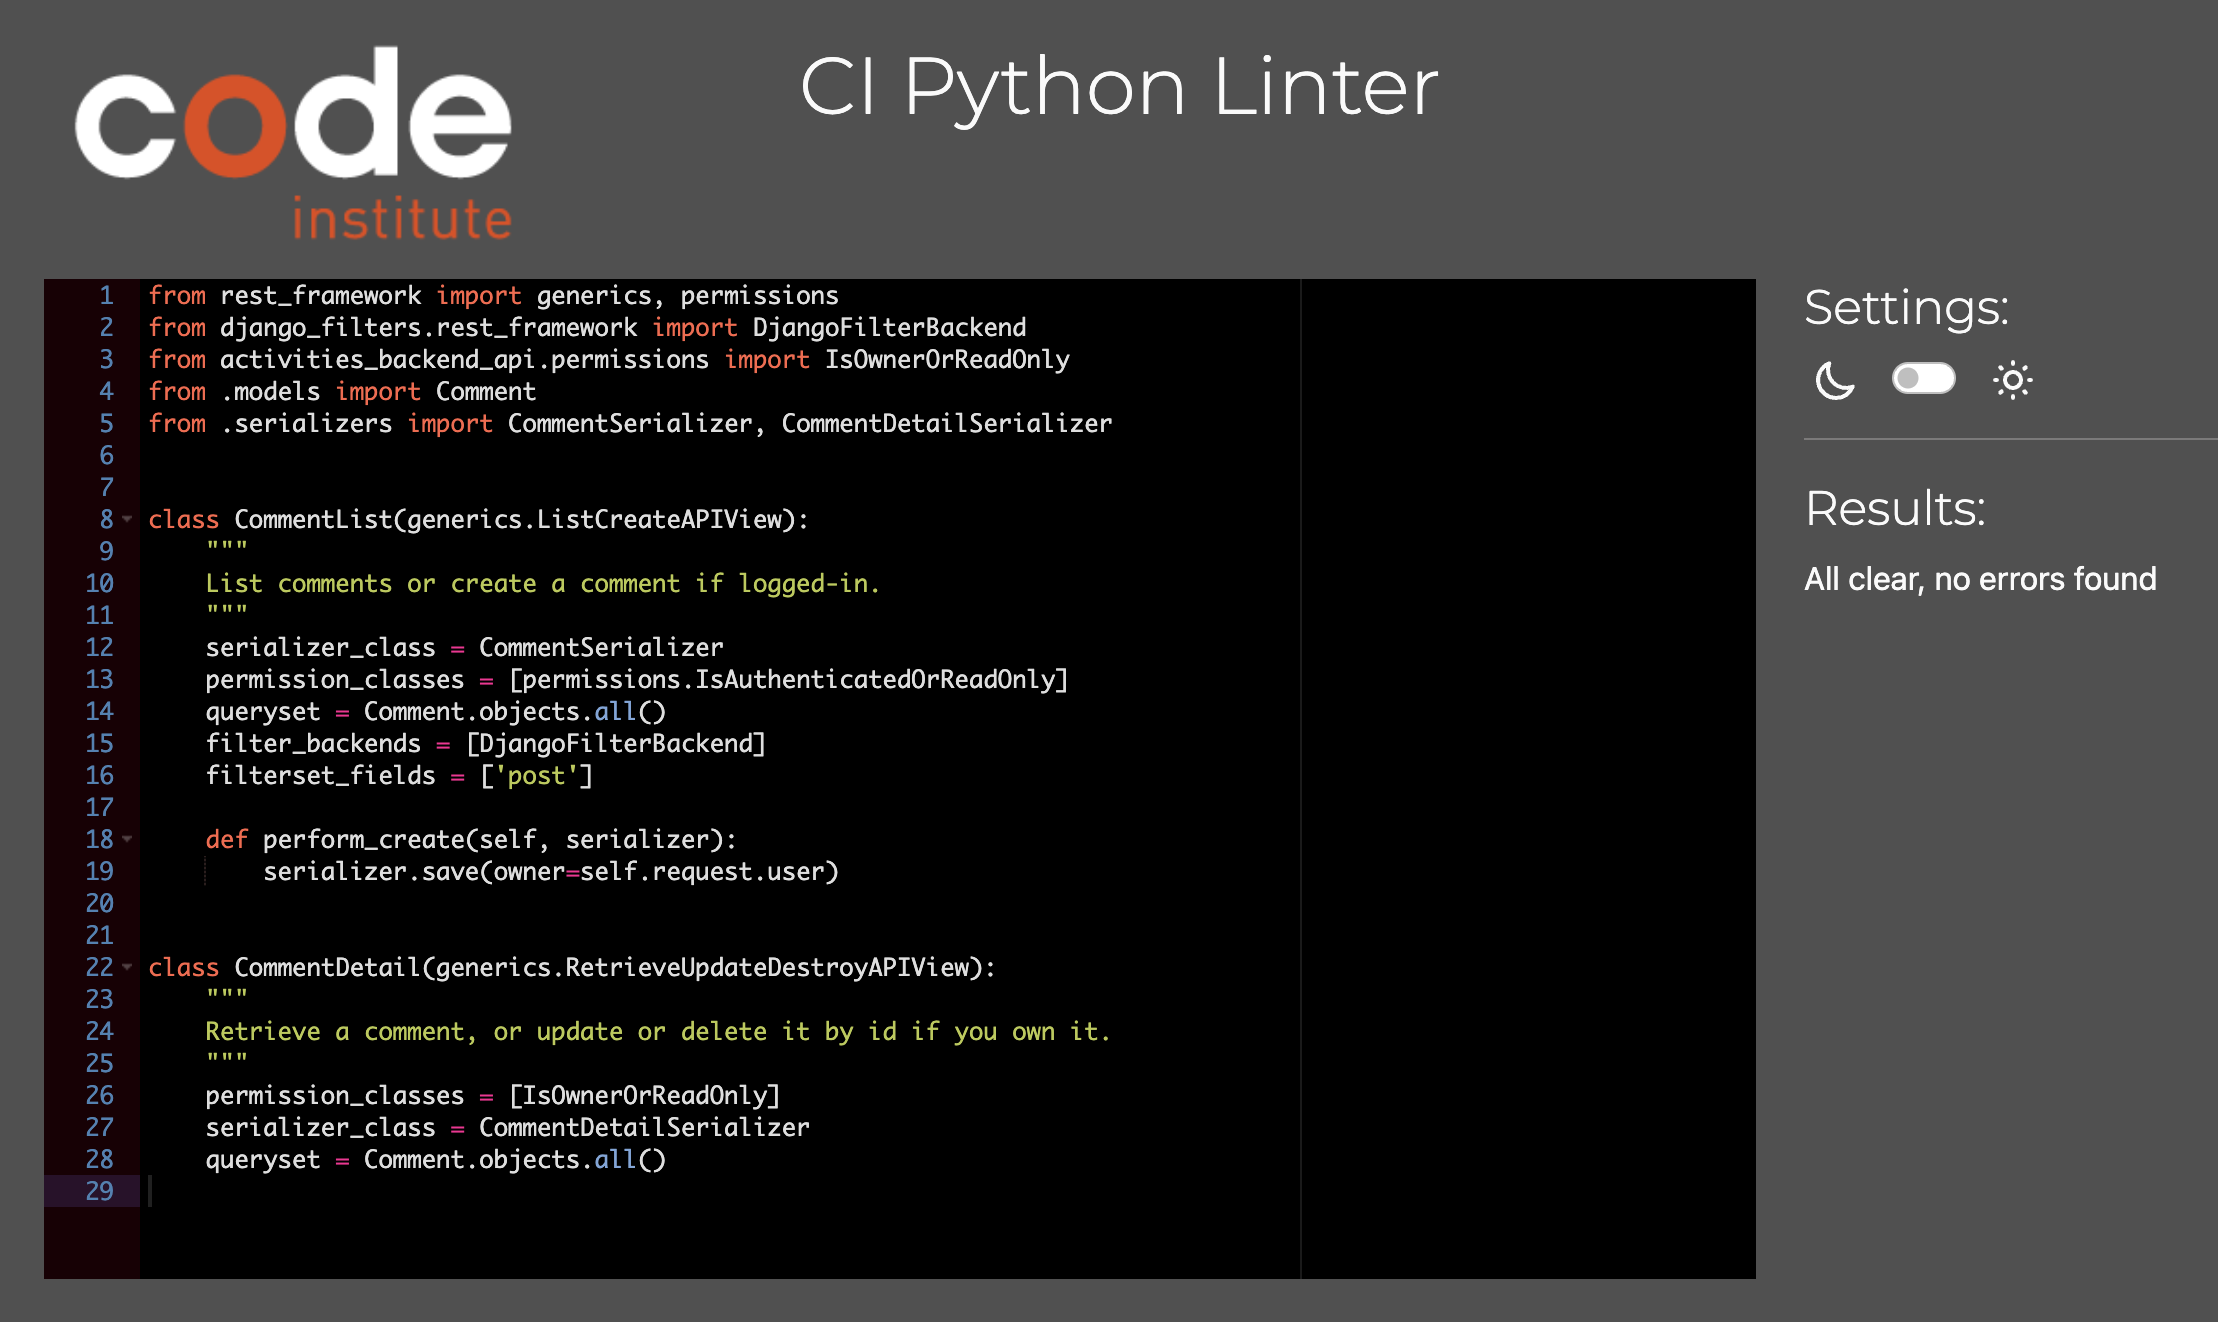 code
institute
CI Python Linter
1 from rest_framework import generics, permissions
2 from django_filters.rest_framework import DjangoFilterBackend
3 from activities_backend_api.permissions import IsOwnerOrReadOnly
4 from .models import Comment
5 from .serializers import CommentSerializer, CommentDetailSerializer
6
7
8 class CommentList(generics.ListCreateAPIView):
9     """
10     List comments or create a comment if logged-in.
11     """
12     serializer_class = CommentSerializer
13     permission_classes = [permissions.IsAuthenticatedOrReadOnly]
14     queryset = Comment.objects.all()
15     filter_backends = [DjangoFilterBackend]
16     filterset_fields = ['post']
17
18     def perform_create(self, serializer):
19         serializer.save(owner=self.request.user)
20
21
22 class CommentDetail(generics.RetrieveUpdateDestroyAPIView):
23     """
24     Retrieve a comment, or update or delete it by id if you own it.
25     """
26     permission_classes = [IsOwnerOrReadOnly]
27     serializer_class = CommentDetailSerializer
28     queryset = Comment.objects.all()
29
Settings:
Results:
All clear, no errors found